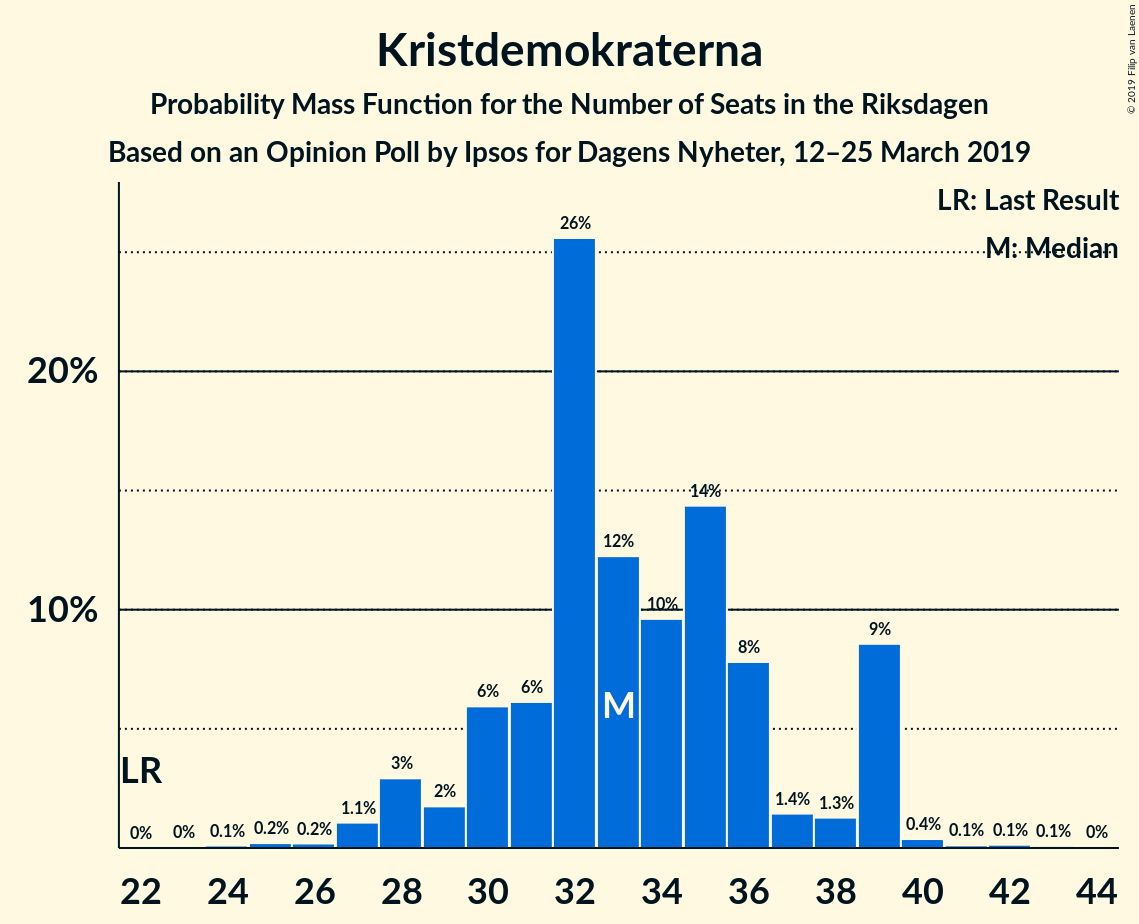 Kristdemokraterna
Probability Mass Function for the Number of Seats in the Riksdagen
Based on an Opinion Poll by Ipsos for Dagens Nyheter, 12–25 March 2019
© 2019 Filip van Laenen
LR: Last Result
M: Median
26%
20%
14%
12%
10%
10%
9%
8%
6%
6%
M
3%
LR
2%
1.4%
1.3%
1.1%
0%
0%
0.1%
0.2%
0.2%
0.4%
0.1%
0.1%
0.1%
0%
22 24 26 28 30 32 34 36 38 40 42 44